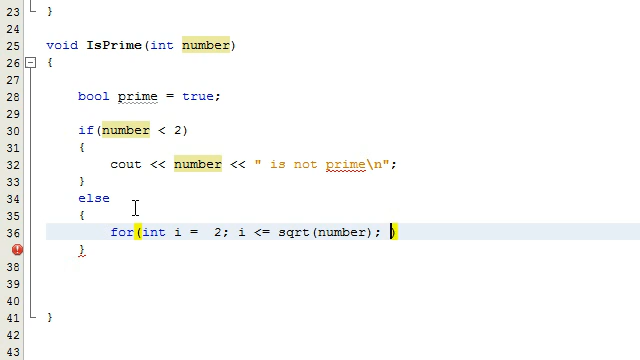 23 }
24
25 void IsPrime(int number)
26 {
27
28 bool prime = true;
29
30 if(number < 2)
31 {
32 cout << number << " is not prime\n";
33 }
34 else
35 {
36 for(int i =  2; i <= sqrt(number); )
}
38
39
40
41 }
42
43